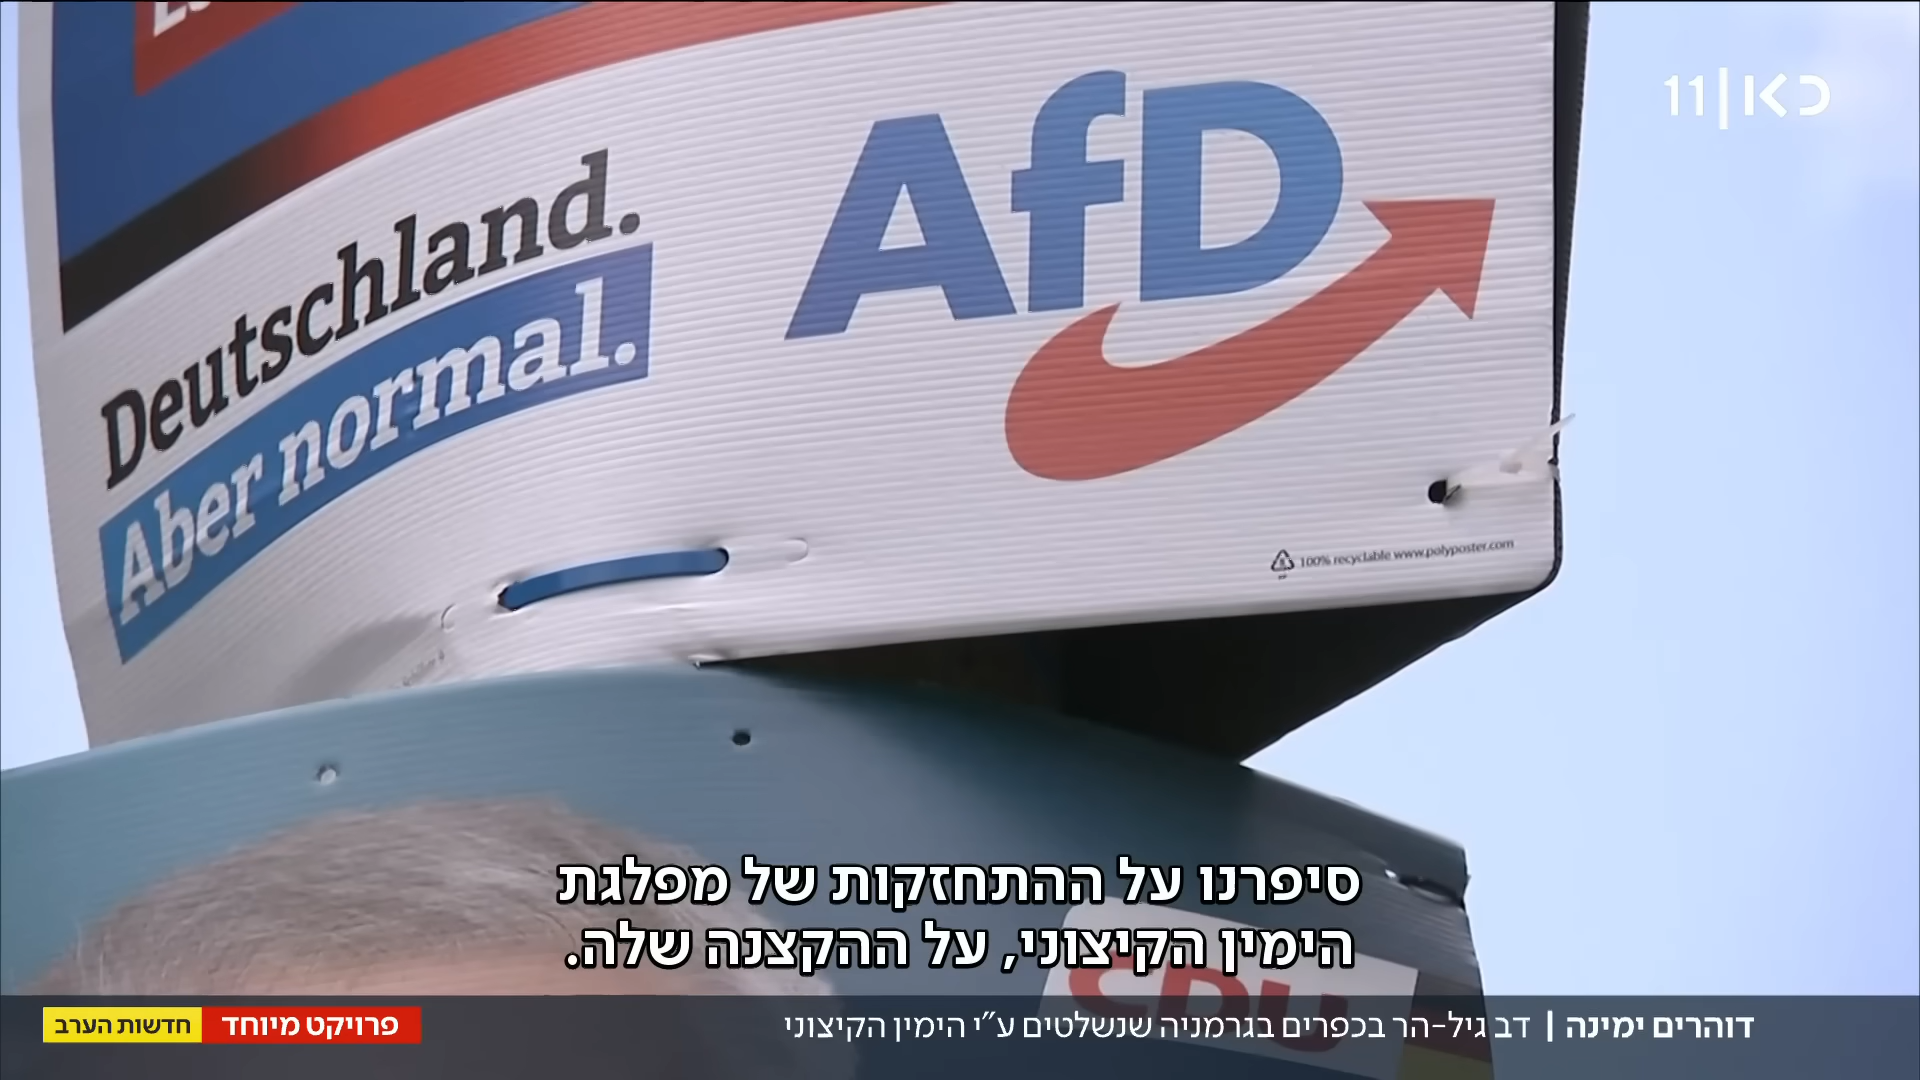 כאן 11
AfD
Deutschland.
Aber normal.
100% recyclable www.polyposter.com
CDU
סיפרנו על ההתחזקות של מפלגת
הימין הקיצוני, על ההקצנה שלה.
דוהרים ימינה | דב גיל-הר בכפרים בגרמניה שנשלטים ע״י הימין הקיצוני
פרויקט מיוחד
חדשות הערב